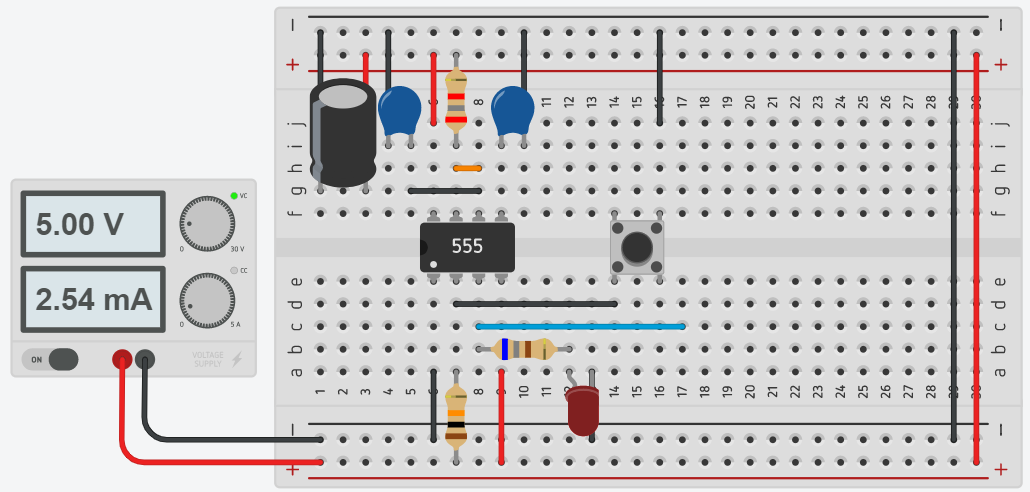 − −
+ +
1 2 3 4 5 6 7 8 9 10 11 12 13 14 15 16 17 18 19 20 21 22 23 24 25 26 27 28 29 30
j j
i i
h h
g g
f f
555
e e
d d
c c
b b
a a
1 2 3 4 5 6 7 8 9 10 11 12 13 14 15 16 17 18 19 20 21 22 23 24 25 26 27 28 29 30
− −
+ +
5.00 V
VC
0 30 V
2.54 mA
CC
0 5 A
ON
VOLTAGE
SUPPLY